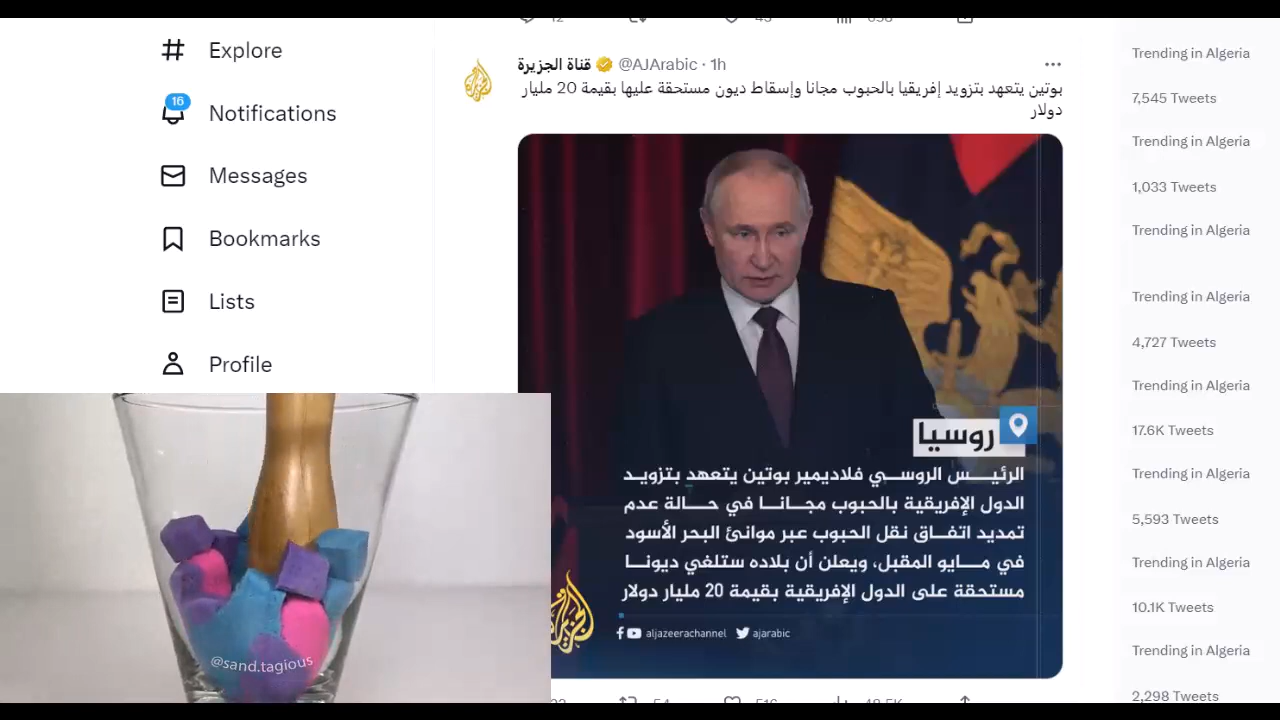 Explore
16
Notifications
Messages
Bookmarks
Lists
Profile
قناة الجزيرة @AJArabic · 1h
بوتين يتعهد بتزويد إفريقيا بالحبوب مجانا وإسقاط ديون مستحقة عليها بقيمة 20 مليار
دولار
روسيا
الرئيس الروسي فلاديمير بوتين يتعهد بتزويد
الدول الإفريقية بالحبوب مجانا في حالة عدم
تمديد اتفاق نقل الحبوب عبر موانئ البحر الأسود
في مايو المقبل، ويعلن أن بلاده ستلغي ديونا
مستحقة على الدول الإفريقية بقيمة 20 مليار دولار
الجزيرة
aljazeerachannel ajarabic
@sand.tagious
Trending in Algeria
7,545 Tweets
Trending in Algeria
1,033 Tweets
Trending in Algeria
Trending in Algeria
4,727 Tweets
Trending in Algeria
17.6K Tweets
Trending in Algeria
5,593 Tweets
Trending in Algeria
10.1K Tweets
Trending in Algeria
2,298 Tweets